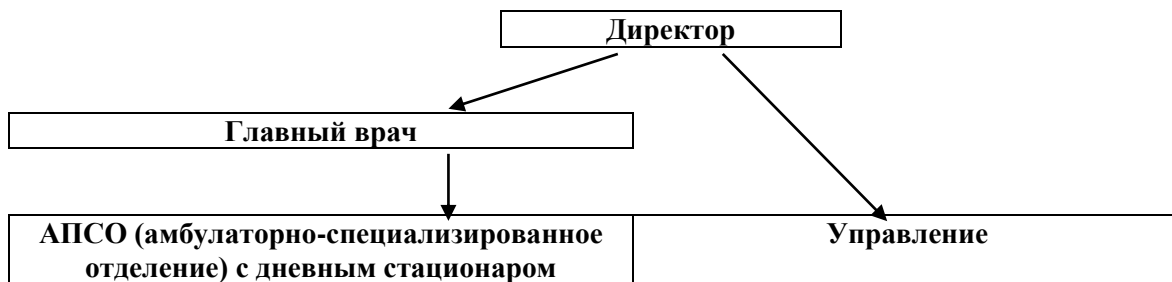 Директор
Главный врач
АПСО (амбулаторно-специализированное
отделение) с дневным стационаром
Управление